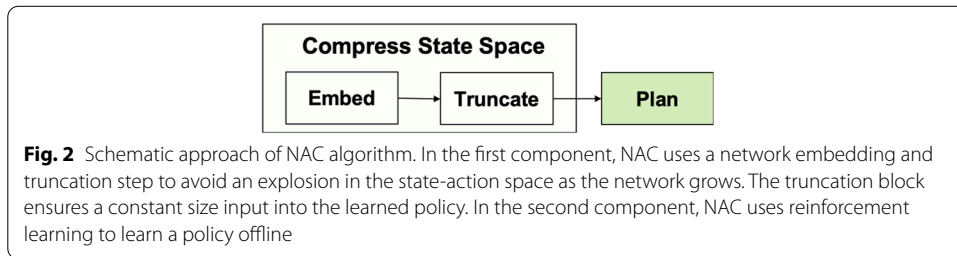 Compress State Space
Embed
Truncate
Plan
Fig. 2 Schematic approach of NAC algorithm. In the first component, NAC uses a network embedding and
truncation step to avoid an explosion in the state-action space as the network grows. The truncation block
ensures a constant size input into the learned policy. In the second component, NAC uses reinforcement
learning to learn a policy offline